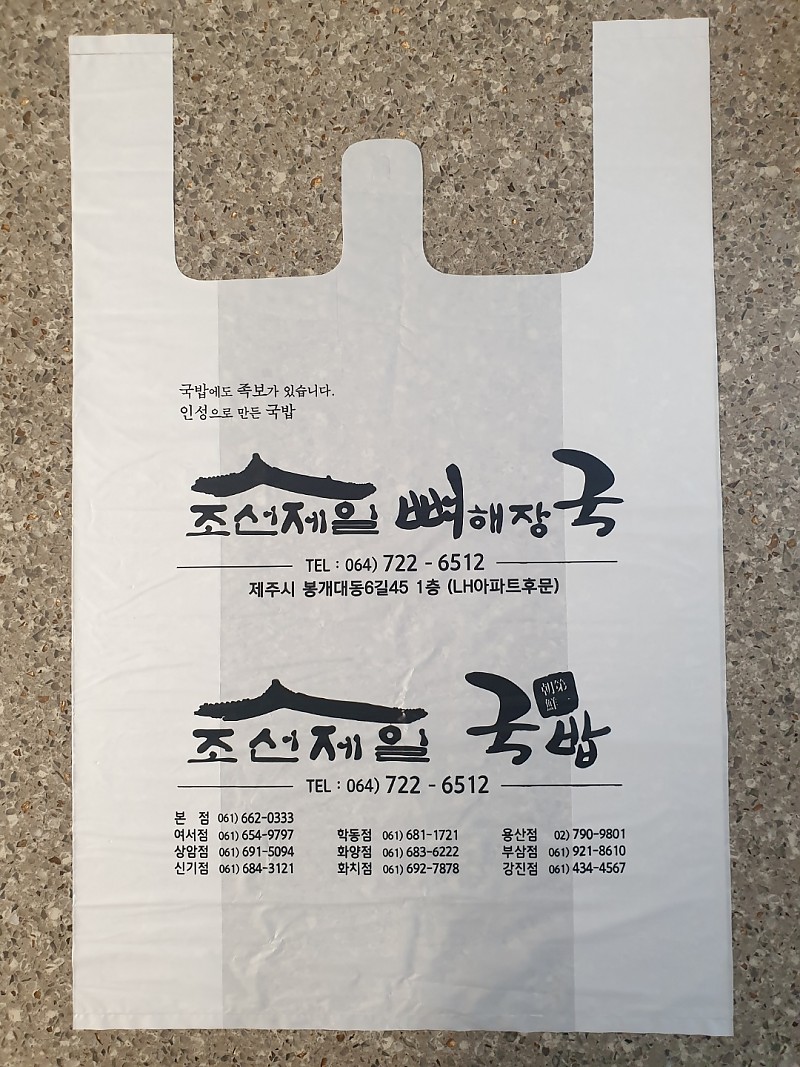 국밥에도 족보가 있습니다.
인성으로 만든 국밥
조선제일 뼈해장국
TEL : 064) 722 - 6512
제주시 봉개대동6길45 1층 (LH아파트후문)
조선제일 국밥
朝鮮 第一
TEL : 064) 722 - 6512
본 점 061) 662-0333
여서점 061) 654-9797 학동점 061) 681-1721 용산점 02) 790-9801
상암점 061) 691-5094 화양점 061) 683-6222 부삼점 061) 921-8610
신기점 061) 684-3121 화치점 061) 692-7878 강진점 061) 434-4567